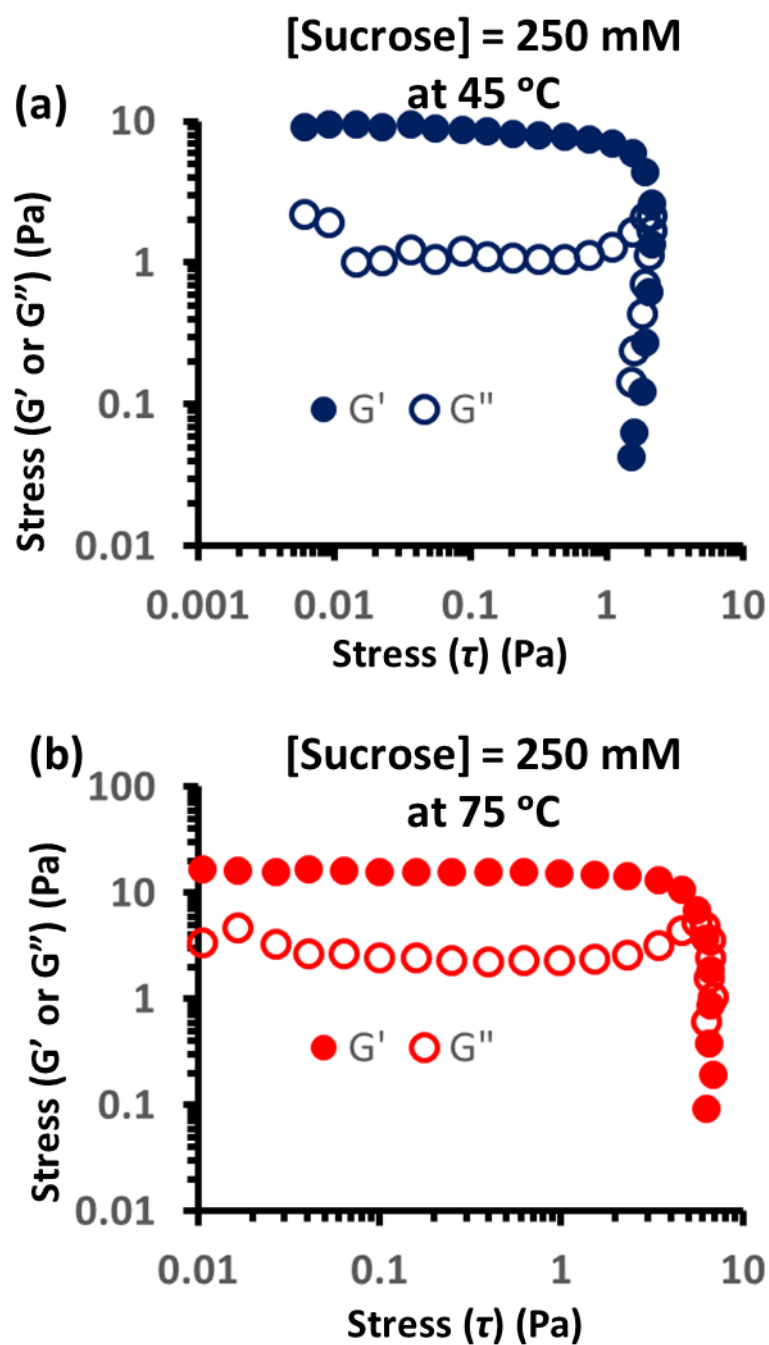 [Sucrose] = 250 mM
at 45 ºC
(a)
Stress (G’ or G”) (Pa)
10
1
0.1
0.01
G' G"
0.001 0.01 0.1 1 10
Stress (τ) (Pa)
(b)
[Sucrose] = 250 mM
at 75 ºC
Stress (G’ or G”) (Pa)
100
10
1
0.1
0.01
G' G"
0.01 0.1 1 10
Stress (τ) (Pa)